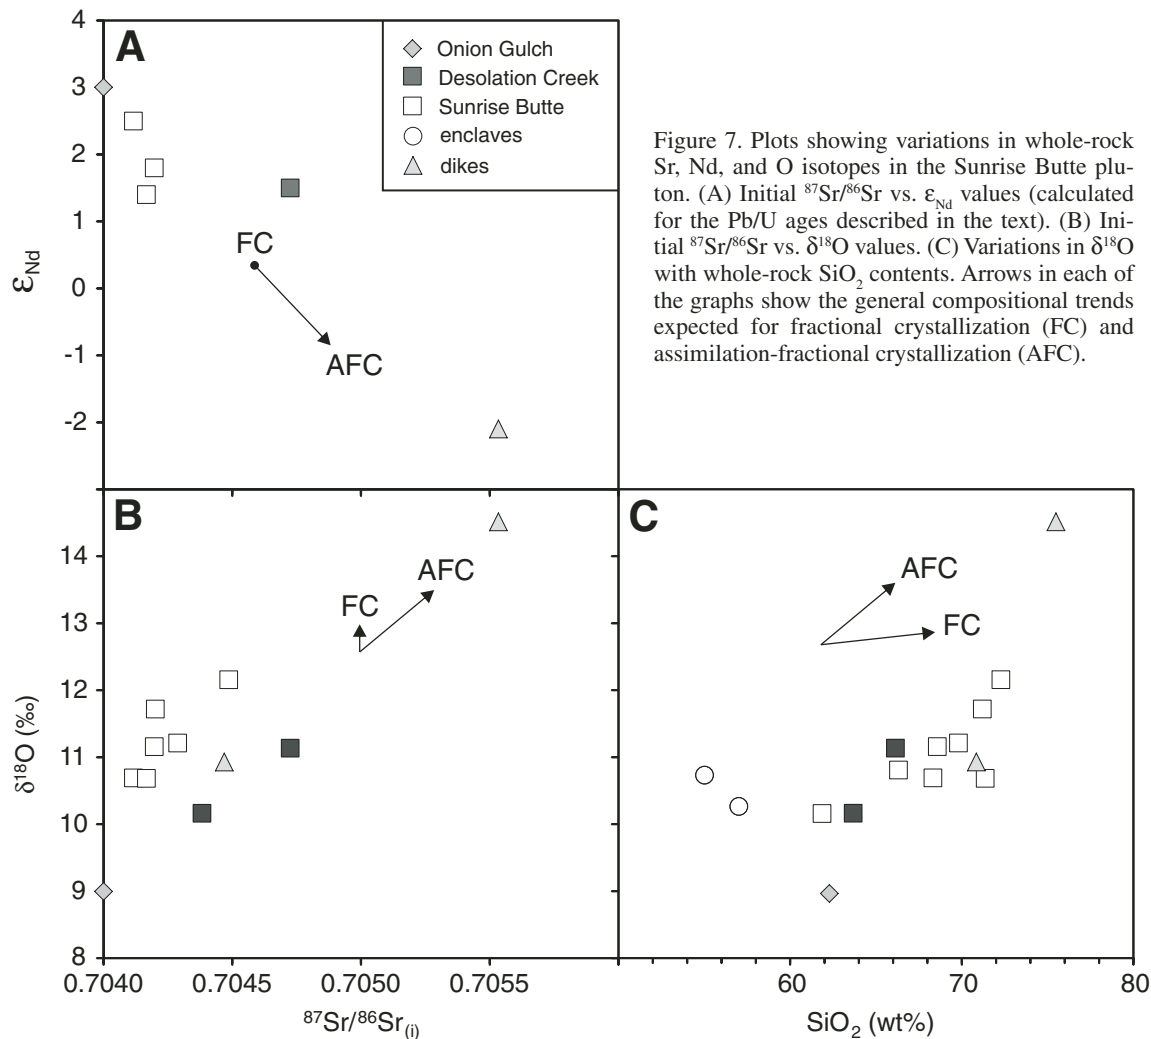 4
3
2
1
0
-1
-2
εNd
A
Onion Gulch
Desolation Creek
Sunrise Butte
enclaves
dikes
FC
AFC
Figure 7. Plots showing variations in whole-rock
Sr, Nd, and O isotopes in the Sunrise Butte plu-
ton. (A) Initial ⁸⁷Sr/⁸⁶Sr vs. εNd values (calculated
for the Pb/U ages described in the text). (B) Ini-
tial ⁸⁷Sr/⁸⁶Sr vs. δ¹⁸O values. (C) Variations in δ¹⁸O
with whole-rock SiO₂ contents. Arrows in each of
the graphs show the general compositional trends
expected for fractional crystallization (FC) and
assimilation-fractional crystallization (AFC).
B
14
13
12
11
10
9
8
δ¹⁸O (‰)
AFC
FC
0.7040 0.7045 0.7050 0.7055
⁸⁷Sr/⁸⁶Sr₍ᵢ₎
C
AFC
FC
60 70 80
SiO₂ (wt%)